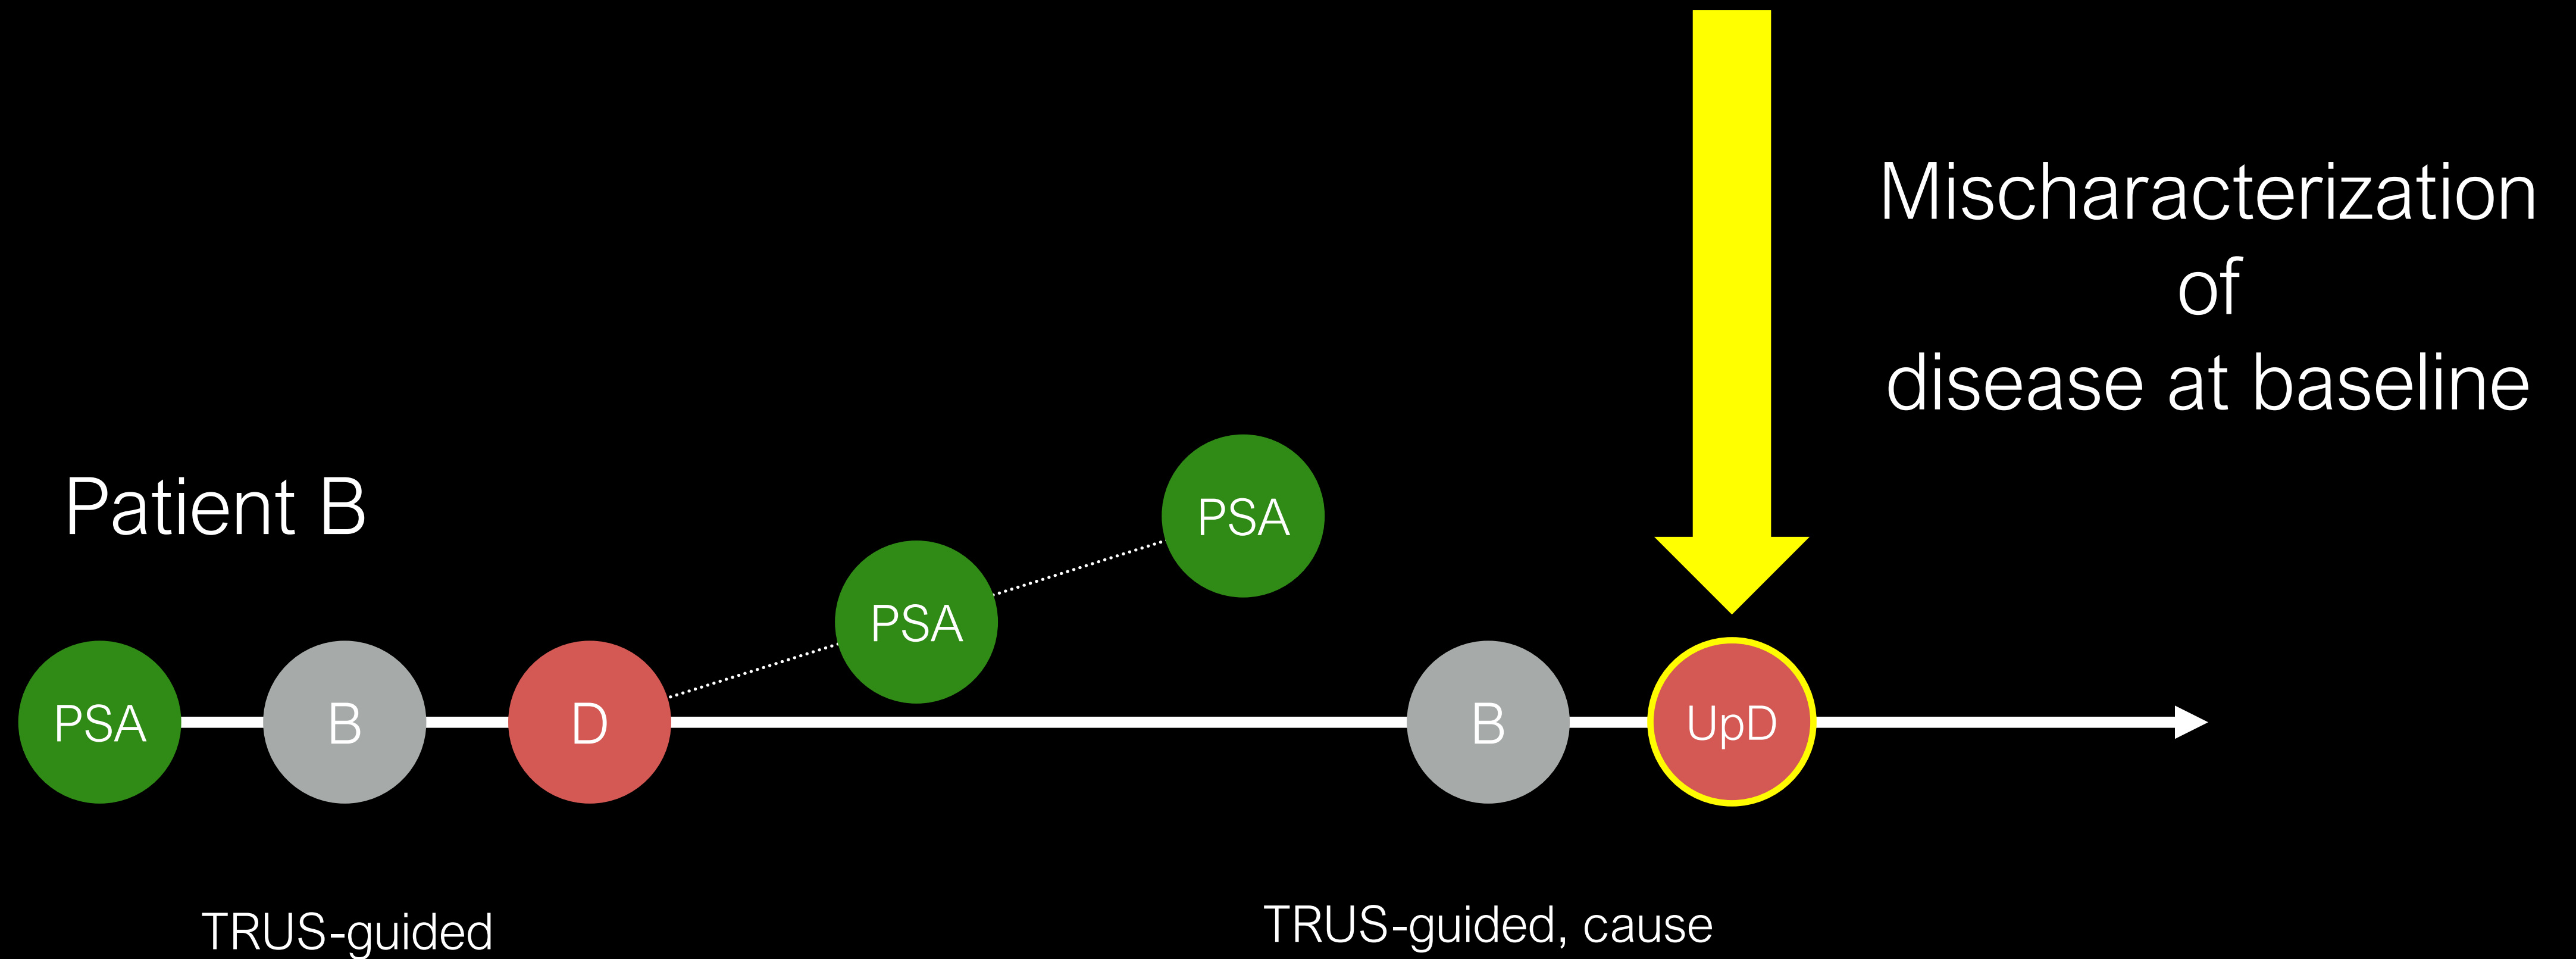 Mischaracterization
of
disease at baseline
Patient B
PSA
PSA
PSA
B
D
B
UpD
TRUS-guided
TRUS-guided, cause